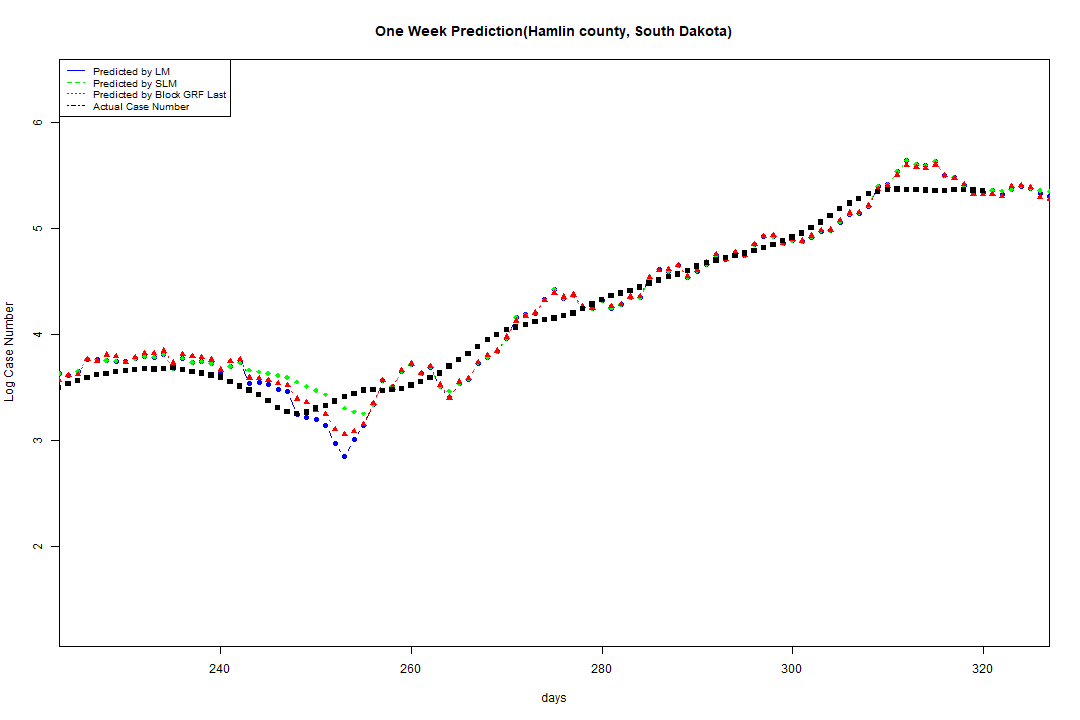 One Week Prediction(Hamlin county, South Dakota)
Predicted by LM
Predicted by SLM
Predicted by Block GRF Last
Actual Case Number
6
5
4
3
2
Log Case Number
240 260 280 300 320
days